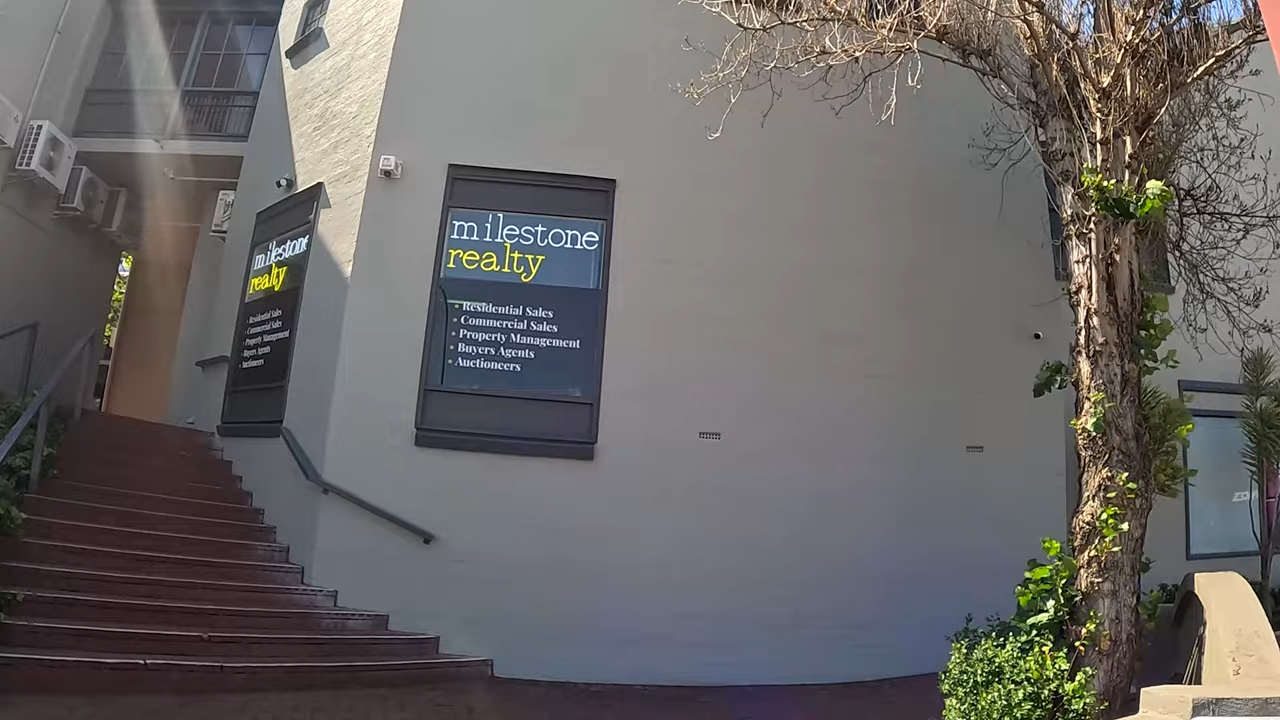 milestone
realty
• Residential Sales
• Commercial Sales
• Property Management
• Buyers Agents
• Auctioneers
milestone
realty
• Residential Sales
• Commercial Sales
• Property Management
• Buyers Agents
• Auctioneers